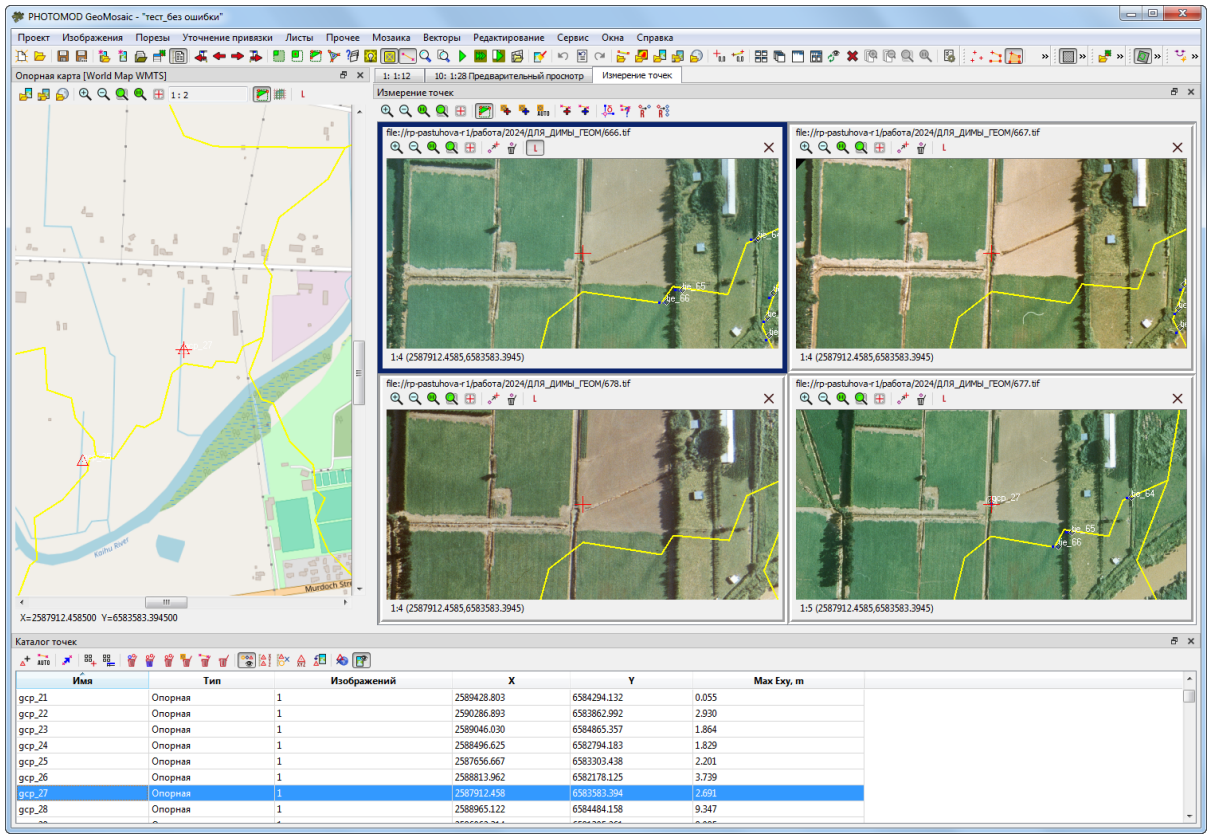 PHOTOMOD GeoMosaic - "тест_без ошибки"
Проект Изображения Порезы Уточнение привязки Листы Прочее Мозаика Векторы Редактирование Сервис Окна Справка
Опорная карта [World Map WMTS]
1: 1:12 10: 1:28 Предварительный просмотр Измерение точек
1:2
Измерение точек
AUTO
file://rp-pastuhova-r1/работа/2024/ДЛЯ_ДИМЫ_ГЕОМ/666.tif
file://rp-pastuhova-r1/работа/2024/ДЛЯ_ДИМЫ_ГЕОМ/667.tif
L
L
L
tie_65
tie_66
1:4 (2587912.4585,6583583.3945)
1:4 (2587912.4585,6583583.3945)
file://rp-pastuhova-r1/работа/2024/ДЛЯ_ДИМЫ_ГЕОМ/678.tif
file://rp-pastuhova-r1/работа/2024/ДЛЯ_ДИМЫ_ГЕОМ/677.tif
L
L
gcp_27
tie_64
tie_65
tie_66
1:4 (2587912.4585,6583583.3945)
1:5 (2587912.4585,6583583.3945)
Kaihu River
Murdoch Str
X=2587912.458500 Y=6583583.394500
Каталог точек
AUTO
Имя Тип Изображений X Y Max Exy, m
gcp_21 Опорная 1 2589428.803 6584294.132 0.055
gcp_22 Опорная 1 2590286.893 6583862.992 2.930
gcp_23 Опорная 1 2589046.030 6584865.357 1.864
gcp_24 Опорная 1 2588496.625 6582794.183 1.829
gcp_25 Опорная 1 2587656.667 6583303.438 2.201
gcp_26 Опорная 1 2588813.962 6582178.125 3.739
gcp_27 Опорная 1 2587912.458 6583583.394 2.691
gcp_28 Опорная 1 2588965.122 6584484.158 9.347